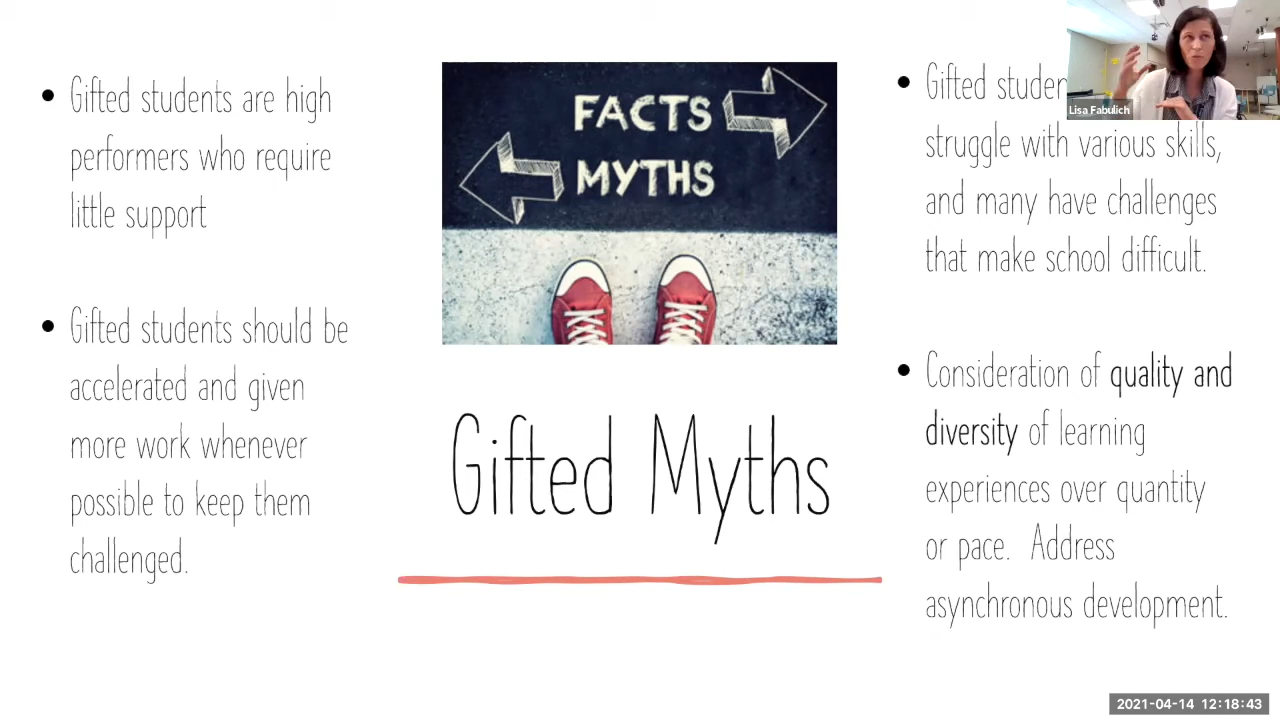 Gifted students are high
performers who require
little support
Gifted students should be
accelerated and given
more work whenever
possible to keep them
challenged.
FACTS
MYTHS
Gifted Myths
Gifted
struggle with various skills,
and many have challenges
that make school difficult.
Consideration of quality and
diversity of learning
experiences over quantity
or pace. Address
asynchronous development.
Lisa Fabulich
2021-04-14 12:18:43